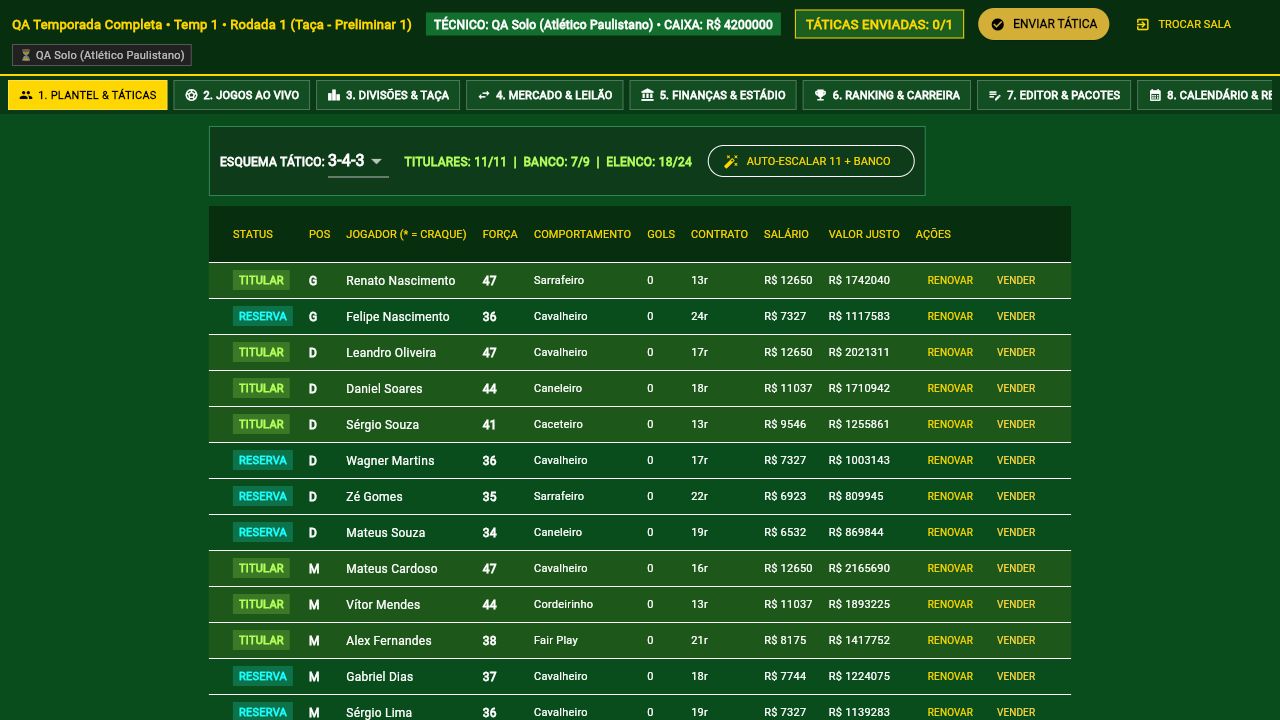 QA Temporada Completa • Temp 1 • Rodada 1 (Taça - Preliminar 1) TÉCNICO: QA Solo (Atlético Paulistano) • CAIXA: R$ 4200000 TÁTICAS ENVIADAS: 0/1 ENVIAR TÁTICA TROCAR SALA
⏳ QA Solo (Atlético Paulistano)
1. PLANTEL & TÁTICAS 2. JOGOS AO VIVO 3. DIVISÕES & TAÇA 4. MERCADO & LEILÃO 5. FINANÇAS & ESTÁDIO 6. RANKING & CARREIRA 7. EDITOR & PACOTES 8. CALENDÁRIO & RE
ESQUEMA TÁTICO: 3-4-3 TITULARES: 11/11 | BANCO: 7/9 | ELENCO: 18/24 AUTO-ESCALAR 11 + BANCO
STATUS POS JOGADOR (* = CRAQUE) FORÇA COMPORTAMENTO GOLS CONTRATO SALÁRIO VALOR JUSTO AÇÕES
TITULAR G Renato Nascimento 47 Sarrafeiro 0 13r R$ 12650 R$ 1742040 RENOVAR VENDER
RESERVA G Felipe Nascimento 36 Cavalheiro 0 24r R$ 7327 R$ 1117583 RENOVAR VENDER
TITULAR D Leandro Oliveira 47 Cavalheiro 0 17r R$ 12650 R$ 2021311 RENOVAR VENDER
TITULAR D Daniel Soares 44 Caneleiro 0 18r R$ 11037 R$ 1710942 RENOVAR VENDER
TITULAR D Sérgio Souza 41 Caceteiro 0 13r R$ 9546 R$ 1255861 RENOVAR VENDER
RESERVA D Wagner Martins 36 Cavalheiro 0 17r R$ 7327 R$ 1003143 RENOVAR VENDER
RESERVA D Zé Gomes 35 Sarrafeiro 0 22r R$ 6923 R$ 809945 RENOVAR VENDER
RESERVA D Mateus Souza 34 Caneleiro 0 19r R$ 6532 R$ 869844 RENOVAR VENDER
TITULAR M Mateus Cardoso 47 Cavalheiro 0 16r R$ 12650 R$ 2165690 RENOVAR VENDER
TITULAR M Vítor Mendes 44 Cordeirinho 0 13r R$ 11037 R$ 1893225 RENOVAR VENDER
TITULAR M Alex Fernandes 38 Fair Play 0 21r R$ 8175 R$ 1417752 RENOVAR VENDER
RESERVA M Gabriel Dias 37 Cavalheiro 0 18r R$ 7744 R$ 1224075 RENOVAR VENDER
RESERVA M Sérgio Lima 36 Cavalheiro 0 19r R$ 7327 R$ 1139283 RENOVAR VENDER